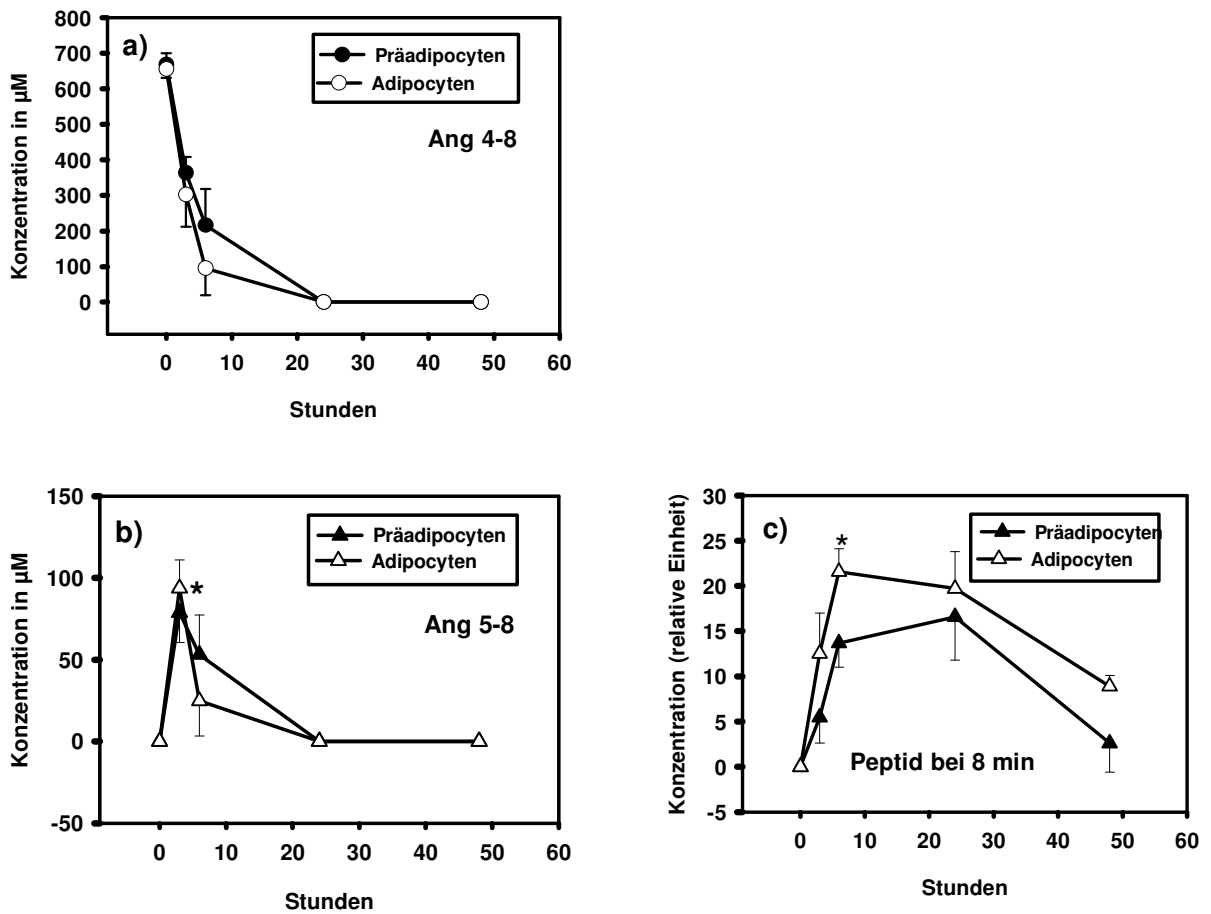 a)
Präadipocyten
Adipocyten
Ang 4-8
Konzentration in µM
800
700
600
500
400
300
200
100
0
0 10 20 30 40 50 60
Stunden
b)
Präadipocyten
Adipocyten
*
Ang 5-8
Konzentration in µM
150
100
50
0
-50
0 10 20 30 40 50 60
Stunden
c)
Präadipocyten
Adipocyten
*
Peptid bei 8 min
Konzentration (relative Einheit)
30
25
20
15
10
5
0
-5
0 10 20 30 40 50 60
Stunden